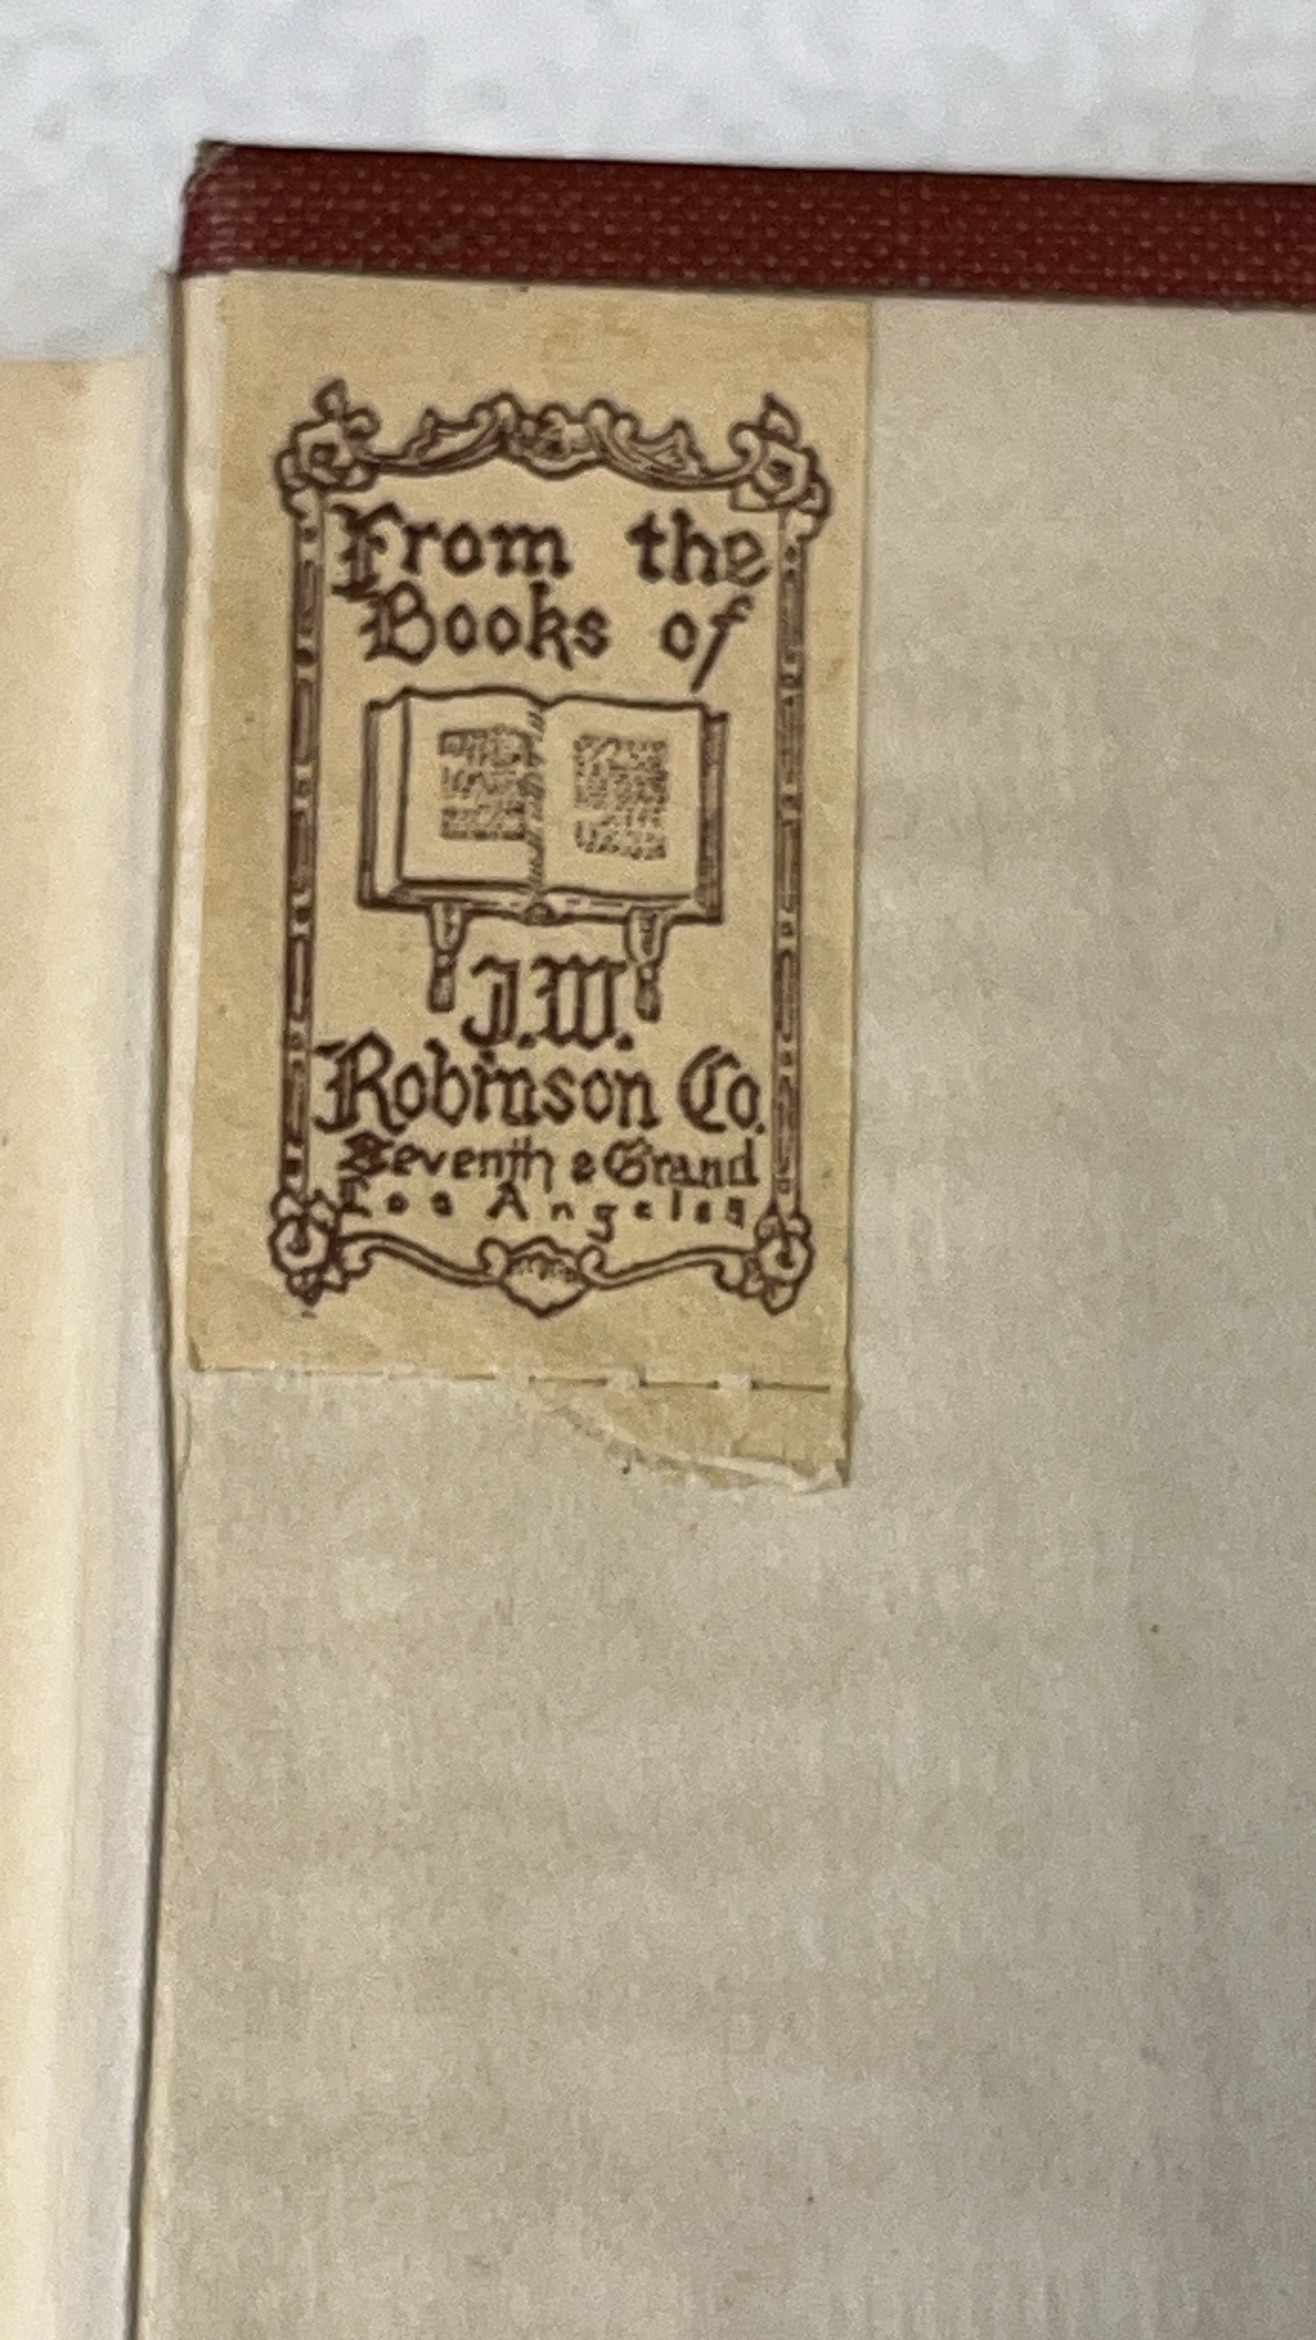 From the
Books of
J.W.
Robinson Co.
Seventh & Grand
Los Angeles